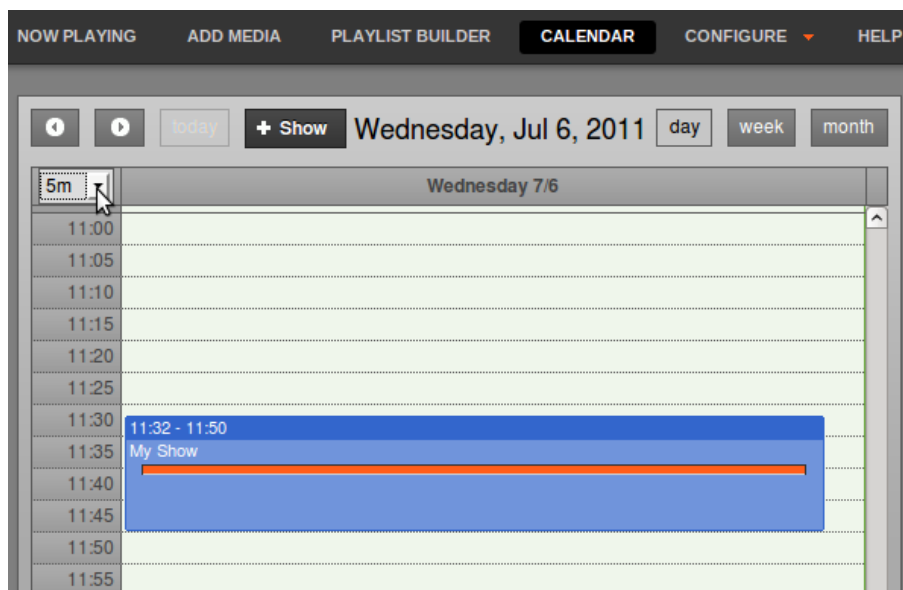 NOW PLAYING ADD MEDIA PLAYLIST BUILDER CALENDAR CONFIGURE HELP
today + Show Wednesday, Jul 6, 2011 day week month
5m Wednesday 7/6
11:00
11:05
11:10
11:15
11:20
11:25
11:30
11:32 - 11:50
11:35 My Show
11:40
11:45
11:50
11:55